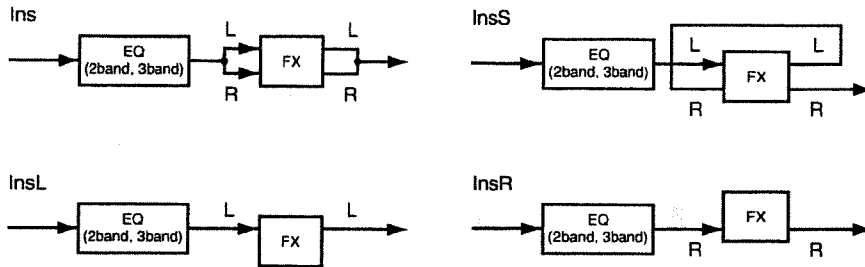 Ins
L
L
EQ
(2band, 3band)
FX
R
R
InsS
L
L
EQ
(2band, 3band)
FX
R
R
InsL
L
L
EQ
(2band, 3band)
FX
InsR
EQ
(2band, 3band)
FX
R
R